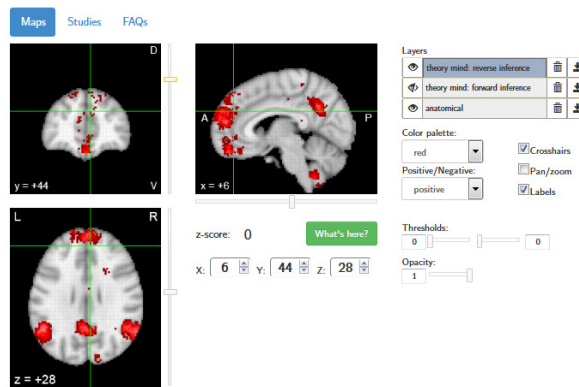 Maps Studies FAQs
D
y = +44 V
A P
x = +6
L R
z = +28
z-score: 0 What's here?
X: 6 Y: 44 Z: 28
Layers
theory mind: reverse inference
theory mind: forward inference
anatomical
Color palette:
red
Positive/Negative:
positive
Crosshairs
Pan/zoom
Labels
Thresholds:
0 0
Opacity:
1